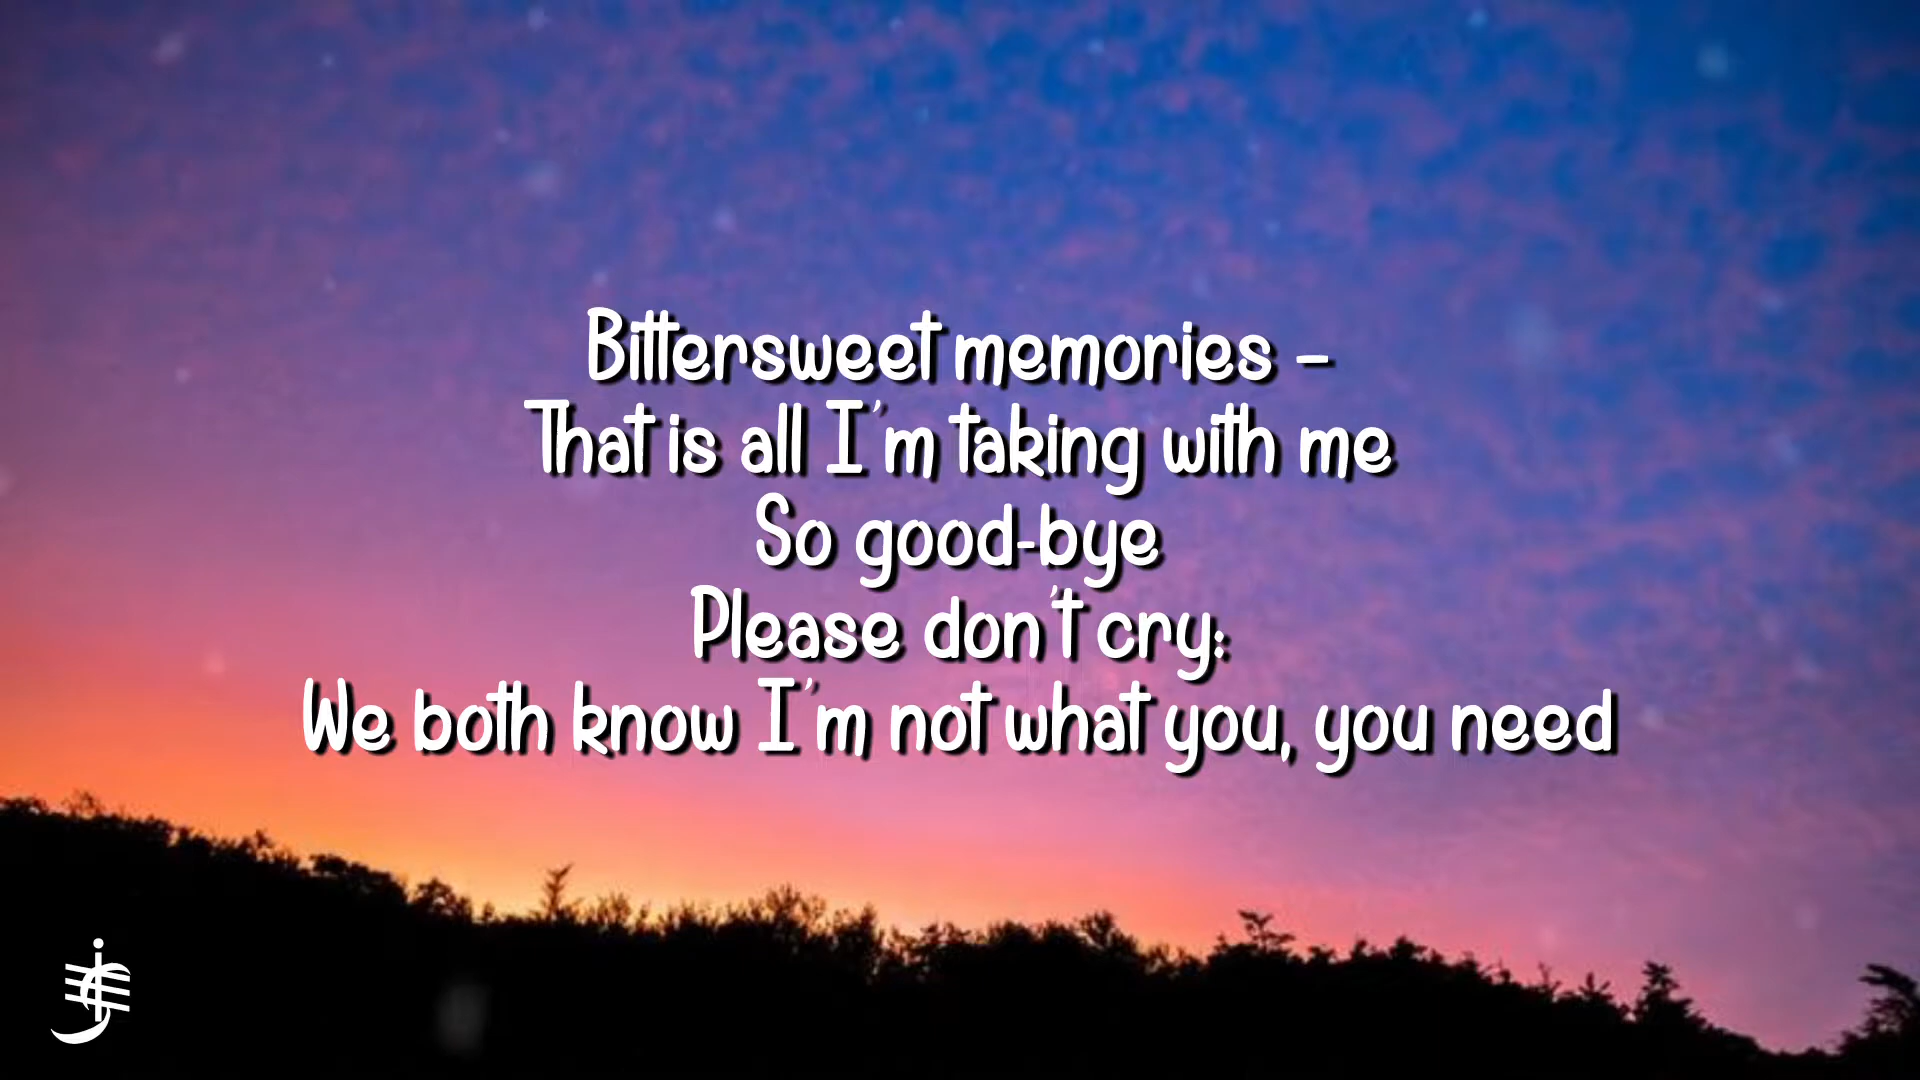 Bittersweet memories –
That is all I'm taking with me
So good-bye
Please don't cry:
We both know I'm not what you, you need